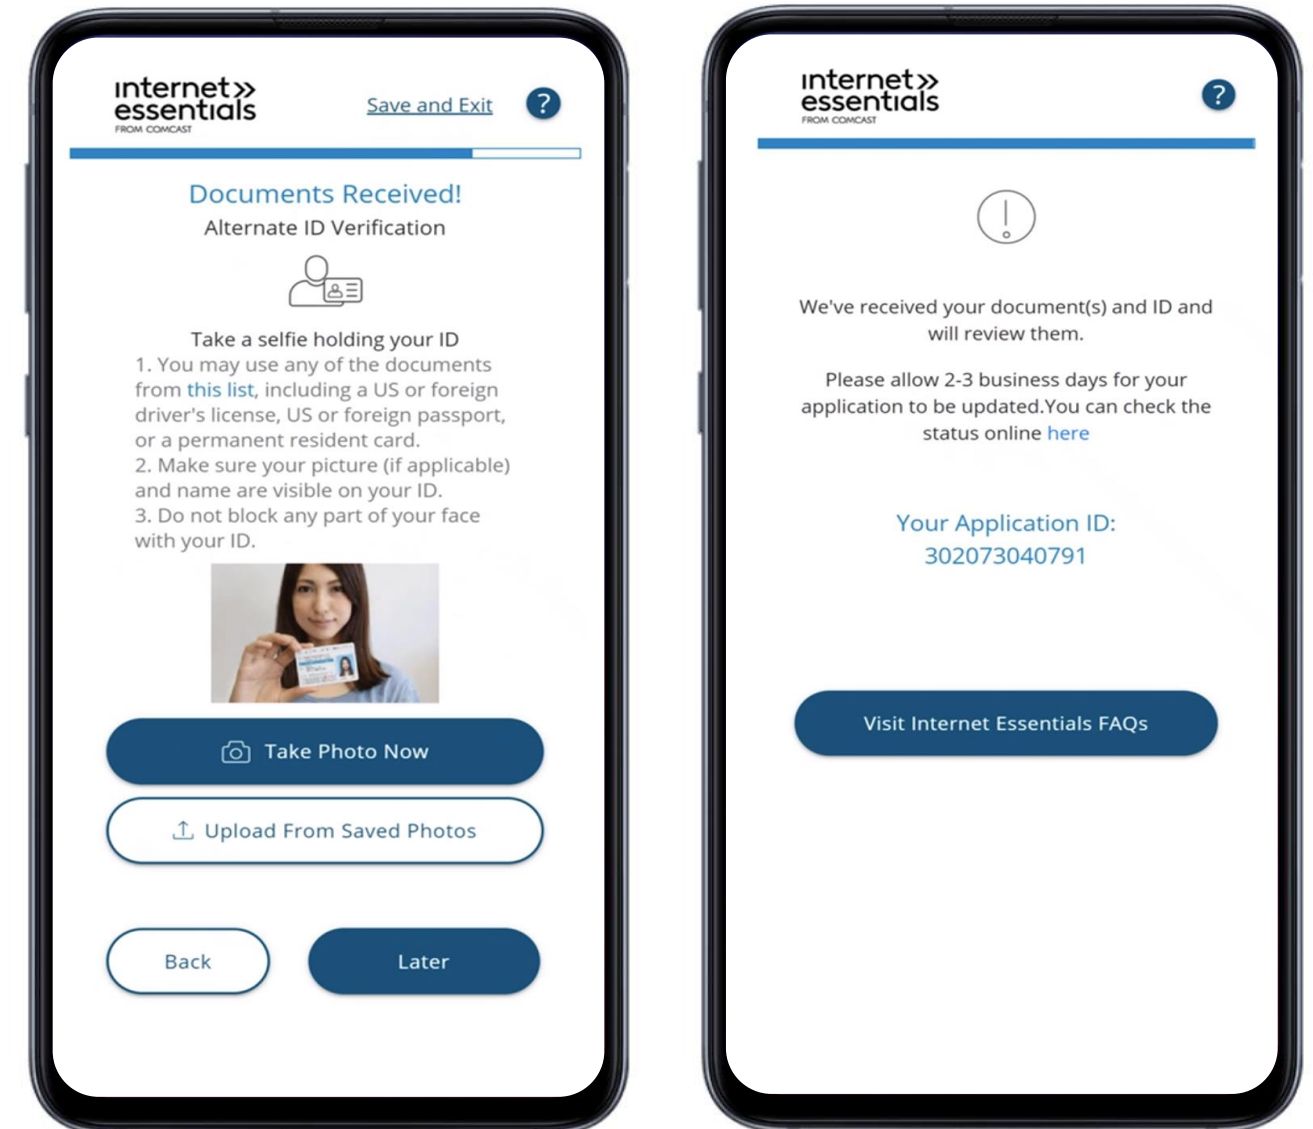 internet»
essentials
FROM COMCAST
Save and Exit
?
Documents Received!
Alternate ID Verification
Take a selfie holding your ID
1. You may use any of the documents
from this list, including a US or foreign
driver's license, US or foreign passport,
or a permanent resident card.
2. Make sure your picture (if applicable)
and name are visible on your ID.
3. Do not block any part of your face
with your ID.
Take Photo Now
Upload From Saved Photos
Back
Later
internet»
essentials
FROM COMCAST
?
We've received your document(s) and ID and
will review them.
Please allow 2-3 business days for your
application to be updated.You can check the
status online here
Your Application ID:
302073040791
Visit Internet Essentials FAQs